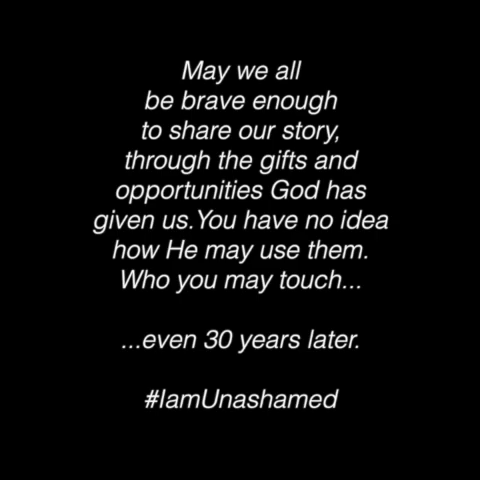 May we all
be brave enough
to share our story,
through the gifts and
opportunities God has
given us.You have no idea
how He may use them.
Who you may touch...
...even 30 years later.
#IamUnashamed